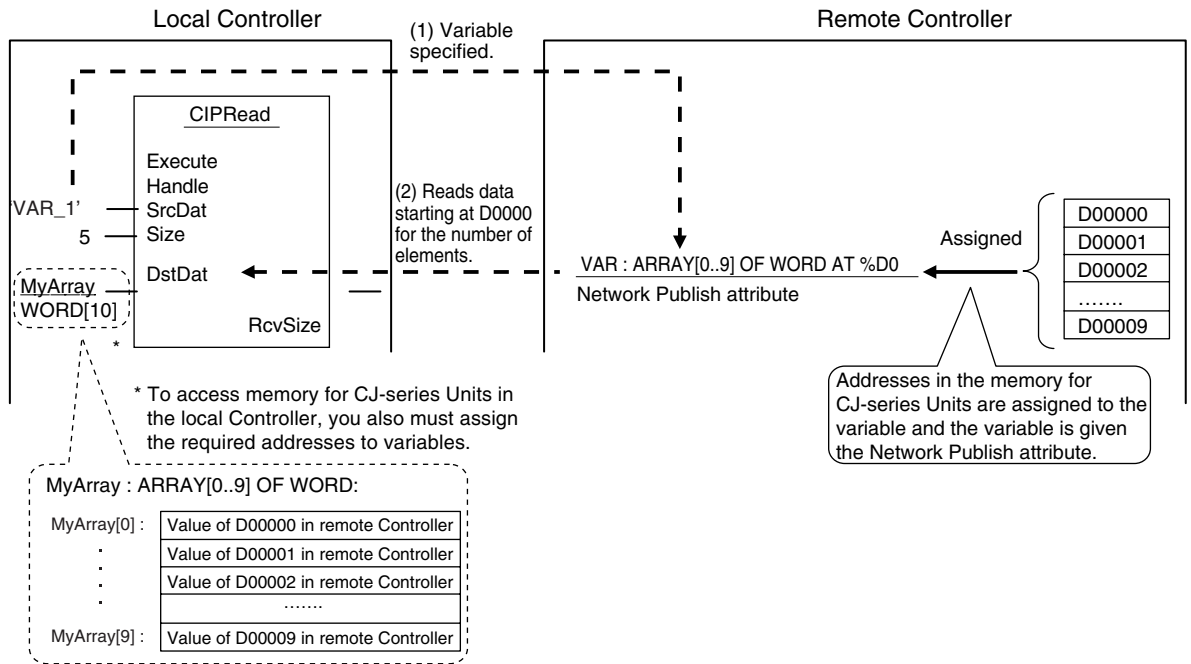 Local Controller
Remote Controller
(1) Variable
specified.
CIPRead
Execute
Handle
'VAR_1'
SrcDat
5
Size
DstDat
MyArray
WORD[10]
RcvSize
*
(2) Reads data
starting at D0000
for the number of
elements.
VAR : ARRAY[0..9] OF WORD AT %D0
Network Publish attribute
Assigned
D00000
D00001
D00002
.......
D00009
* To access memory for CJ-series Units in
the local Controller, you also must assign
the required addresses to variables.
Addresses in the memory for
CJ-series Units are assigned to the
variable and the variable is given
the Network Publish attribute.
MyArray : ARRAY[0..9] OF WORD:
MyArray[0] : Value of D00000 in remote Controller
Value of D00001 in remote Controller
Value of D00002 in remote Controller
.......
MyArray[9] : Value of D00009 in remote Controller